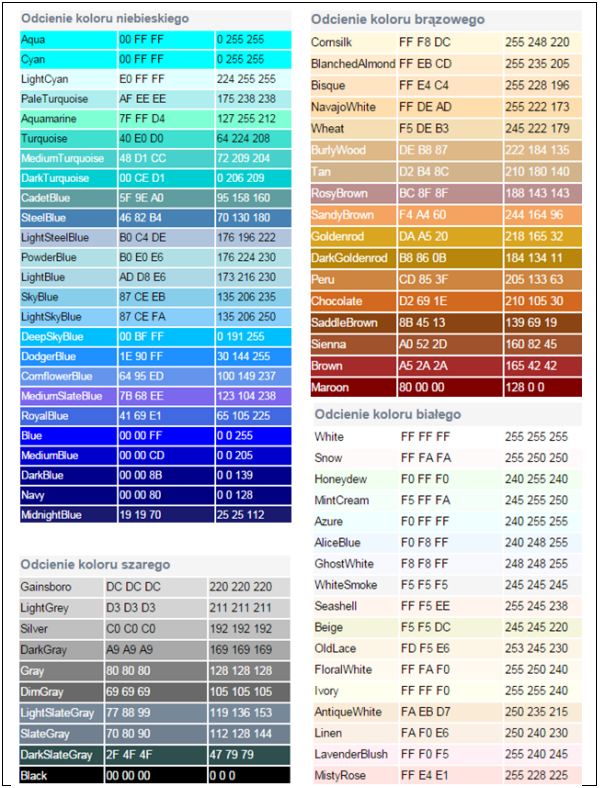 Odcienie koloru niebieskiego
Aqua 00 FF FF 0 255 255
Cyan 00 FF FF 0 255 255
LightCyan E0 FF FF 224 255 255
PaleTurquoise AF EE EE 175 238 238
Aquamarine 7F FF D4 127 255 212
Turquoise 40 E0 D0 64 224 208
MediumTurquoise 48 D1 CC 72 209 204
DarkTurquoise 00 CE D1 0 206 209
CadetBlue 5F 9E A0 95 158 160
SteelBlue 46 82 B4 70 130 180
LightSteelBlue B0 C4 DE 176 196 222
PowderBlue B0 E0 E6 176 224 230
LightBlue AD D8 E6 173 216 230
SkyBlue 87 CE EB 135 206 235
LightSkyBlue 87 CE FA 135 206 250
DeepSkyBlue 00 BF FF 0 191 255
DodgerBlue 1E 90 FF 30 144 255
CornflowerBlue 64 95 ED 100 149 237
MediumSlateBlue 7B 68 EE 123 104 238
RoyalBlue 41 69 E1 65 105 225
Blue 00 00 FF 0 0 255
MediumBlue 00 00 CD 0 0 205
DarkBlue 00 00 8B 0 0 139
Navy 00 00 80 0 0 128
MidnightBlue 19 19 70 25 25 112
Odcienie koloru szarego
Gainsboro DC DC DC 220 220 220
LightGrey D3 D3 D3 211 211 211
Silver C0 C0 C0 192 192 192
DarkGray A9 A9 A9 169 169 169
Gray 80 80 80 128 128 128
DimGray 69 69 69 105 105 105
LightSlateGray 77 88 99 119 136 153
SlateGray 70 80 90 112 128 144
DarkSlateGray 2F 4F 4F 47 79 79
Black 00 00 00 0 0 0
Odcienie koloru brązowego
Cornsilk FF F8 DC 255 248 220
BlanchedAlmond FF EB CD 255 235 205
Bisque FF E4 C4 255 228 196
NavajoWhite FF DE AD 255 222 173
Wheat F5 DE B3 245 222 179
BurlyWood DE B8 87 222 184 135
Tan D2 B4 8C 210 180 140
RosyBrown BC 8F 8F 188 143 143
SandyBrown F4 A4 60 244 164 96
Goldenrod DA A5 20 218 165 32
DarkGoldenrod B8 86 0B 184 134 11
Peru CD 85 3F 205 133 63
Chocolate D2 69 1E 210 105 30
SaddleBrown 8B 45 13 139 69 19
Sienna A0 52 2D 160 82 45
Brown A5 2A 2A 165 42 42
Maroon 80 00 00 128 0 0
Odcienie koloru białego
White FF FF FF 255 255 255
Snow FF FA FA 255 250 250
Honeydew F0 FF F0 240 255 240
MintCream F5 FF FA 245 255 250
Azure F0 FF FF 240 255 255
AliceBlue F0 F8 FF 240 248 255
GhostWhite F8 F8 FF 248 248 255
WhiteSmoke F5 F5 F5 245 245 245
Seashell FF F5 EE 255 245 238
Beige F5 F5 DC 245 245 220
OldLace FD F5 E6 253 245 230
FloralWhite FF FA F0 255 250 240
Ivory FF FF F0 255 255 240
AntiqueWhite FA EB D7 250 235 215
Linen FA F0 E6 250 240 230
LavenderBlush FF F0 F5 255 240 245
MistyRose FF E4 E1 255 228 225